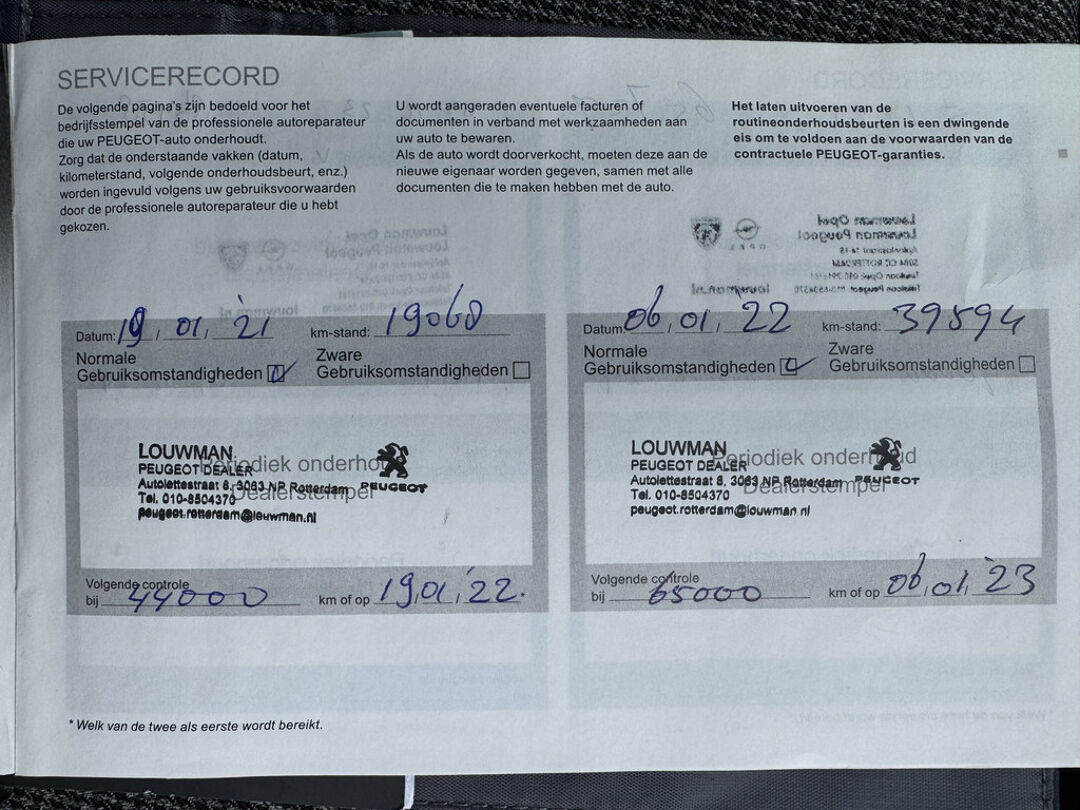 SERVICERECORD
De volgende pagina's zijn bedoeld voor het
bedrijfsstempel van de professionele autoreparateur
die uw PEUGEOT-auto onderhoudt.
Zorg dat de onderstaande vakken (datum,
kilometerstand, volgende onderhoudsbeurt, enz.)
worden ingevuld volgens uw gebruiksvoorwaarden
door de professionele autoreparateur die u hebt
gekozen.
U wordt aangeraden eventuele facturen of
documenten in verband met werkzaamheden aan
uw auto te bewaren.
Als de auto wordt doorverkocht, moeten deze aan de
nieuwe eigenaar worden gegeven, samen met alle
documenten die te maken hebben met de auto.
Het laten uitvoeren van de
routineonderhoudsbeurten is een dwingende
eis om te voldoen aan de voorwaarden van de
contractuele PEUGEOT-garanties.
Datum: 19, 01, '21 km-stand: 19060
Normale
Gebruiksomstandigheden
Zware
Gebruiksomstandigheden
Periodiek onderhoud
Dealerstempel
LOUWMAN
PEUGEOT DEALER
Autolettestraat 8, 3063 NP Rotterdam
Tel. 010-8504370
peugeot.rotterdam@louwman.nl
PEUGEOT
Volgende controle
bij 44000 km of op 19, 01, '22.
Datum: 06, 01, '22 km-stand: 39594
Normale
Gebruiksomstandigheden
Zware
Gebruiksomstandigheden
Periodiek onderhoud
Dealerstempel
LOUWMAN
PEUGEOT DEALER
Autolettestraat 8, 3063 NP Rotterdam
Tel. 010-8504370
peugeot.rotterdam@louwman.nl
PEUGEOT
Volgende controle
bij 65000 km of op 06, 01, '23
* Welk van de twee als eerste wordt bereikt.